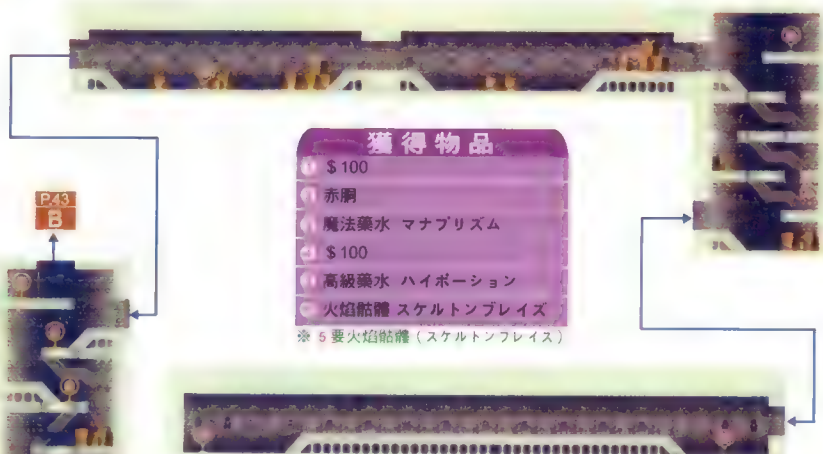 獲得物品
$100
赤胴
魔法藥水 マナプリズム
$100
高級藥水 ハイポーション
火焰骷髏 スケルトンブレイズ
※ 5要火焰骷髏（スケルトンブレイズ）
P.43
B